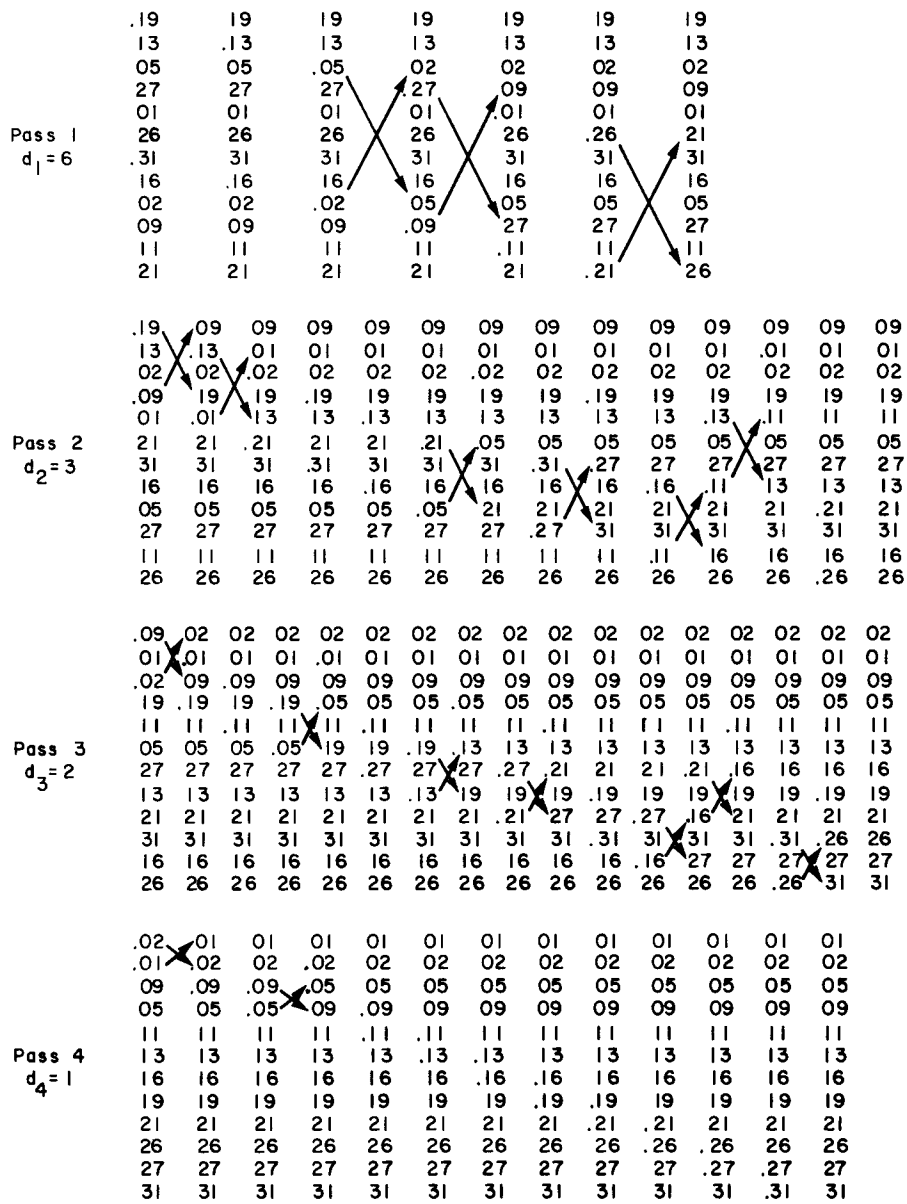 .19 19 19 19 19 19 19
13 .13 13 13 13 13 13
05 05 .05 02 02 02 02
27 27 27 .27 09 09 09
01 01 01 01 .01 01 01
Pass 1 26 26 26 26 26 .26 21
d1=6 .31 31 31 31 31 31 31
16 .16 16 16 16 16 16
02 02 .02 05 05 05 05
09 09 09 .09 27 27 27
11 11 11 11 .11 11 11
21 21 21 21 21 .21 26
.19 09 09 09 09 09 09 09 09 09 09 09 09 09
13 .13 01 01 01 01 01 01 01 01 01 .01 01 01
02 02 .02 02 02 02 .02 02 02 02 02 02 02 02
.09 19 19 .19 19 19 19 .19 19 19 19 19 19 19
01 .01 13 13 .13 13 13 13 13 13 .13 .11 11 11
Pass 2 21 21 .21 21 21 .21 .05 05 05 05 05 05 05 05
d2=3 31 31 31 .31 31 31 31 .31 .27 27 27 27 27 27
16 16 16 16 .16 16 16 16 16 .16 .11 13 13 13
05 05 05 05 05 .05 21 21 21 21 21 21 .21 21
27 27 27 27 27 27 27 .27 31 31 31 31 31 31
11 11 11 11 11 11 11 11 11 .11 16 16 16 16
26 26 26 26 26 26 26 26 26 26 26 26 .26 26
.09 02 02 02 02 02 02 02 02 02 02 02 02 02 02 02 02
01 .01 01 01 .01 01 01 01 01 01 01 01 01 01 01 01 01
.02 09 .09 09 09 09 09 09 09 09 09 09 09 09 09 09 09
19 .19 19 .19 .05 05 05 .05 05 05 05 05 05 05 05 05 05
11 11 .11 11 11 .11 11 11 11 .11 11 11 11 .11 11 11 11
Pass 3 05 05 05 .05 19 19 .19 .13 13 13 13 13 13 13 13 13 13
d3=2 27 27 27 27 .27 27 27 27 .27 .21 21 21 .21 16 16 16 16
13 13 13 13 13 13 .13 19 19 19 .19 19 19 19 19 .19 19
21 21 21 21 21 21 21 21 .21 27 27 .27 .16 21 21 21 21
31 31 31 31 31 31 31 31 31 31 .31 31 31 31 .31 .26 26
16 16 16 16 16 16 16 16 16 16 16 .16 27 27 27 27 27
26 26 26 26 26 26 26 26 26 26 26 26 26 26 .26 31 31
.02 01 01 01 01 01 01 01 01 01 01 01 01
.01 .02 02 .02 02 02 02 02 02 02 02 02 02
09 .09 .09 .05 05 05 05 05 05 05 05 05 05
05 05 .05 .09 .09 09 09 09 09 09 09 09 09
11 11 11 11 .11 .11 11 11 11 11 11 11 11
Pass 4 13 13 13 13 13 .13 .13 13 13 13 13 13 13
d4=1 16 16 16 16 16 16 .16 .16 16 16 16 16 16
19 19 19 19 19 19 19 .19 .19 19 19 19 19
21 21 21 21 21 21 21 21 .21 .21 21 21 21
26 26 26 26 26 26 26 26 26 .26 .26 26 26
27 27 27 27 27 27 27 27 27 27 .27 .27 27
31 31 31 31 31 31 31 31 31 31 31 .31 31